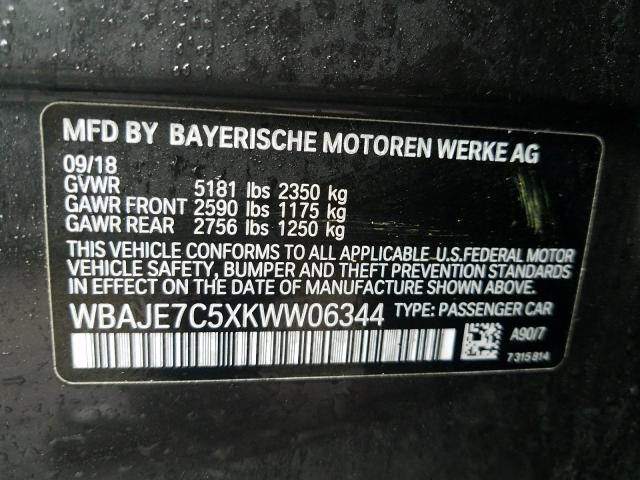 MFD BY BAYERISCHE MOTOREN WERKE AG
09/18
GVWR 5181 lbs 2350 kg
GAWR FRONT 2590 lbs 1175 kg
GAWR REAR 2756 lbs 1250 kg
THIS VEHICLE CONFORMS TO ALL APPLICABLE U.S.FEDERAL MOTOR
VEHICLE SAFETY, BUMPER AND THEFT PREVENTION STANDARDS
IN EFFECT ON THE DATE OF MANUFACTURE SHOWN ABOVE.
WBAJE7C5XKWW06344 TYPE: PASSENGER CAR
A90/7
7315814